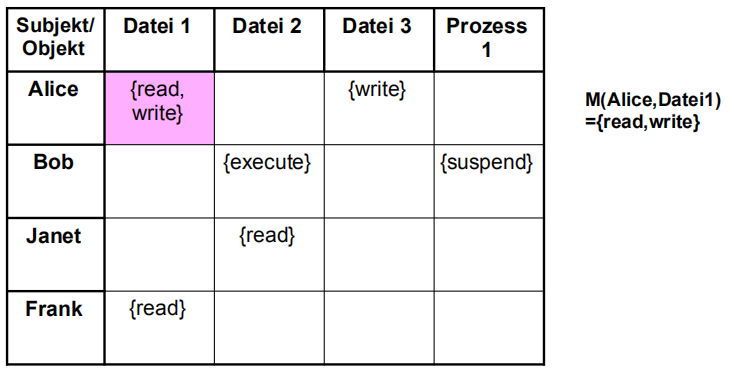 Subjekt/ Datei 1 Datei 2 Datei 3 Prozess
Objekt 1
Alice {read, {write}
write}
Bob {execute} {suspend}
Janet {read}
Frank {read}
M(Alice,Datei1)
={read,write}